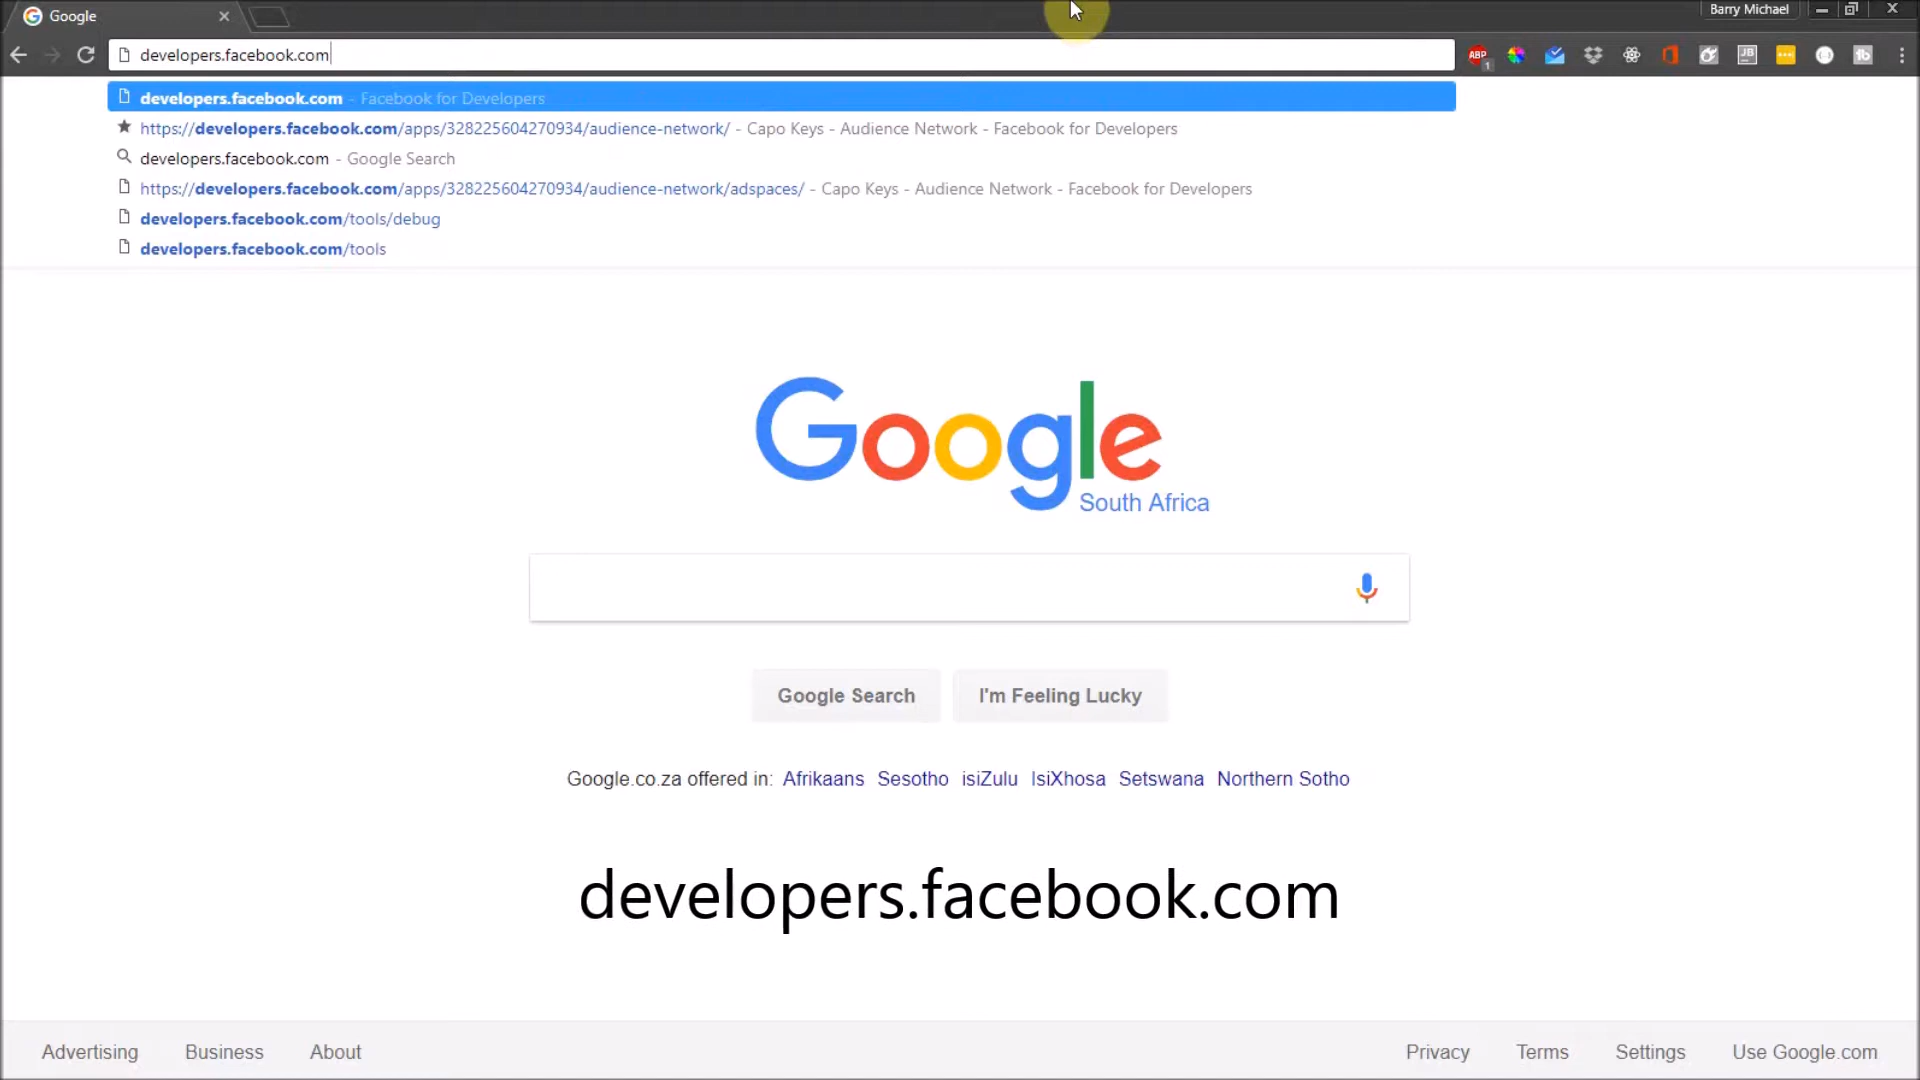 Google
Barry Michael
developers.facebook.com
ABP
1
JB
developers.facebook.com - Facebook for Developers
https://developers.facebook.com/apps/328225604270934/audience-network/ - Capo Keys - Audience Network - Facebook for Developers
developers.facebook.com - Google Search
https://developers.facebook.com/apps/328225604270934/audience-network/adspaces/ - Capo Keys - Audience Network - Facebook for Developers
developers.facebook.com/tools/debug
developers.facebook.com/tools
Google
South Africa
Google Search
I'm Feeling Lucky
Google.co.za offered in: Afrikaans Sesotho isiZulu IsiXhosa Setswana Northern Sotho
developers.facebook.com
Advertising Business About Privacy Terms Settings Use Google.com